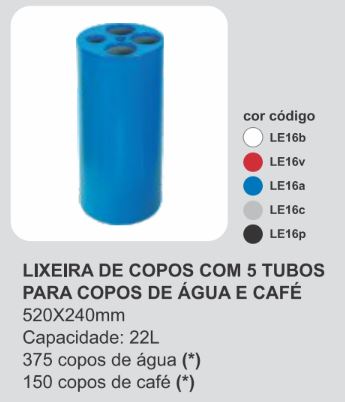 cor código
LE16b
LE16v
LE16a
LE16c
LE16p
LIXEIRA DE COPOS COM 5 TUBOS
PARA COPOS DE ÁGUA E CAFÉ
520X240mm
Capacidade: 22L
375 copos de água (*)
150 copos de café (*)